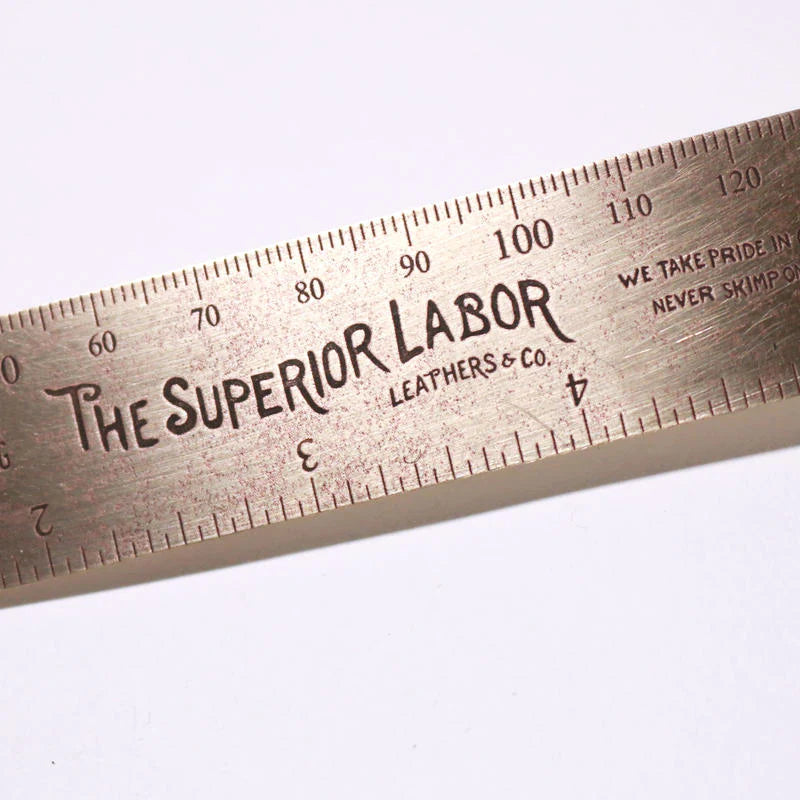 60 70 80 90 100 110 120
THE SUPERIOR LABOR
LEATHERS & CO.
WE TAKE PRIDE IN
NEVER SKIMP
2 3 4